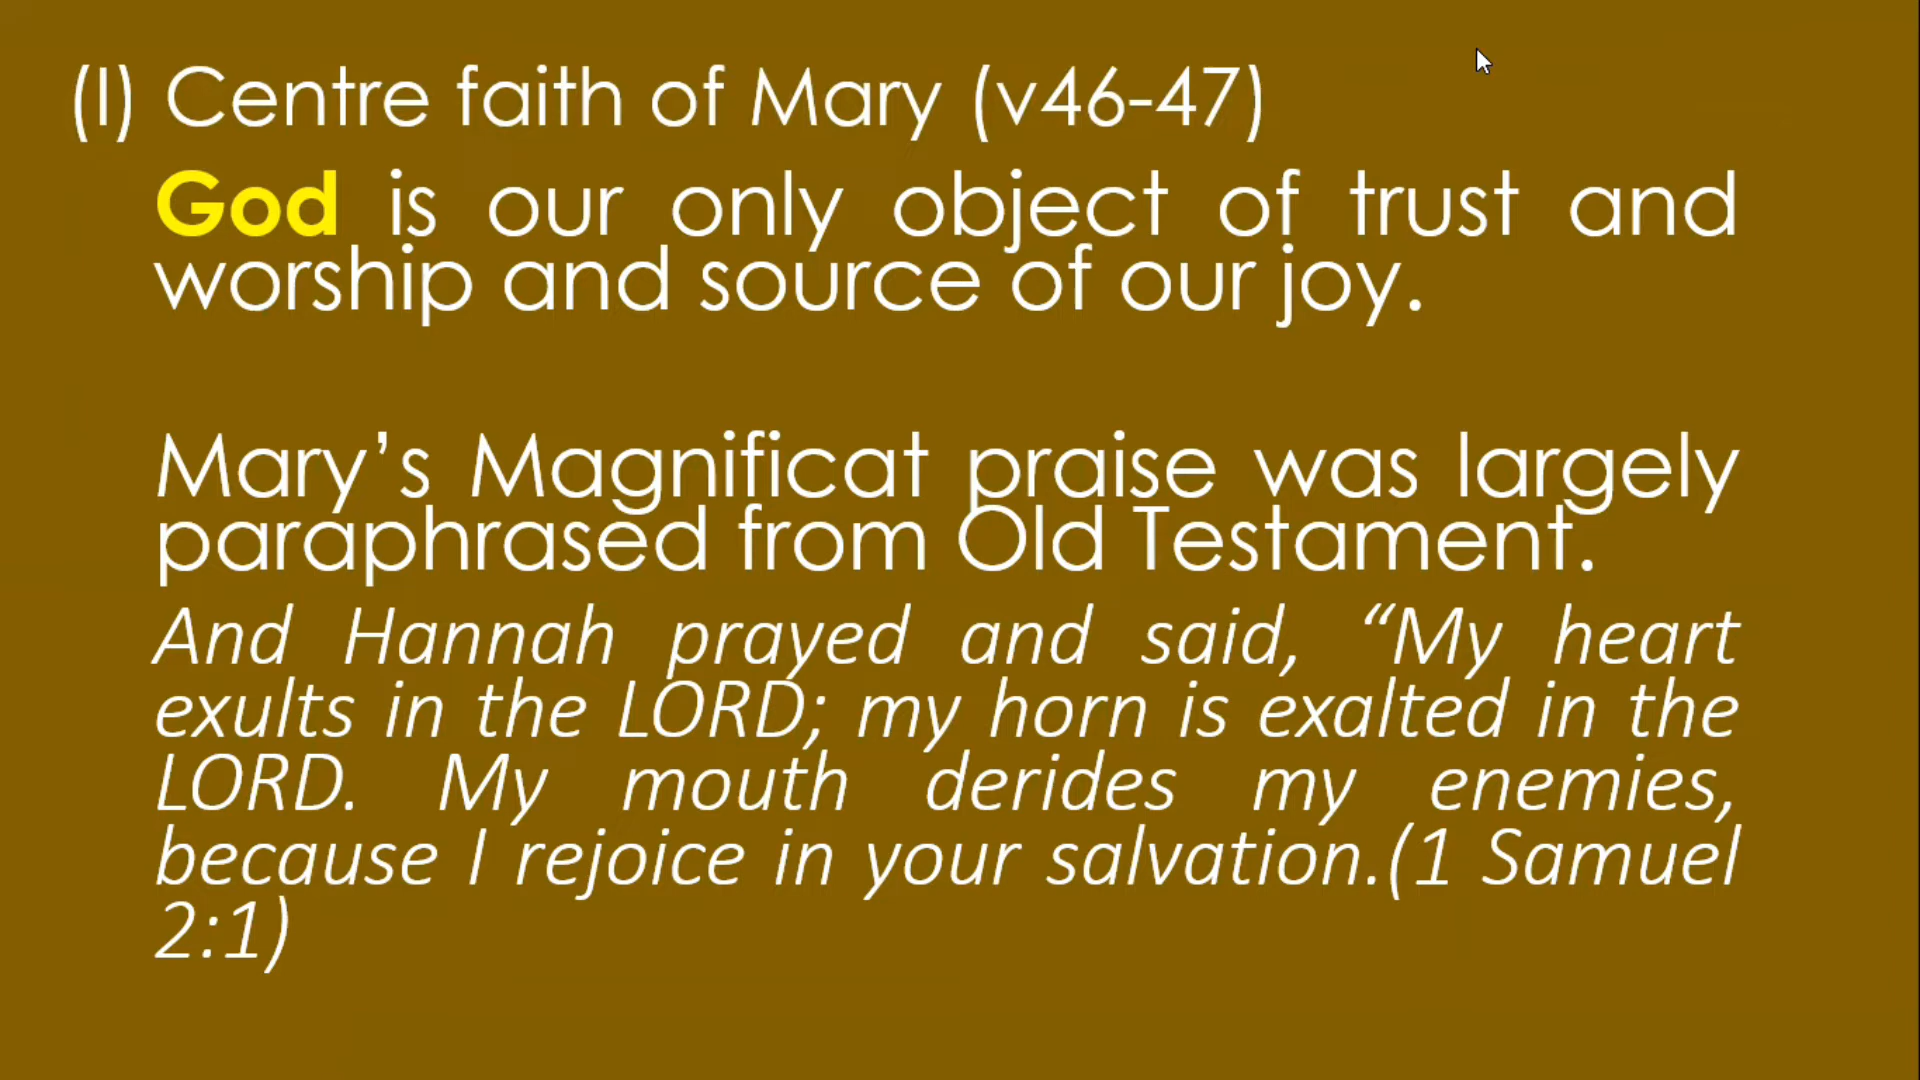 (I) Centre faith of Mary (v46-47)
God is our only object of trust and
worship and source of our joy.
Mary’s Magnificat praise was largely
paraphrased from Old Testament.
And Hannah prayed and said, “My heart
exults in the LORD; my horn is exalted in the
LORD. My mouth derides my enemies,
because I rejoice in your salvation.(1 Samuel
2:1)